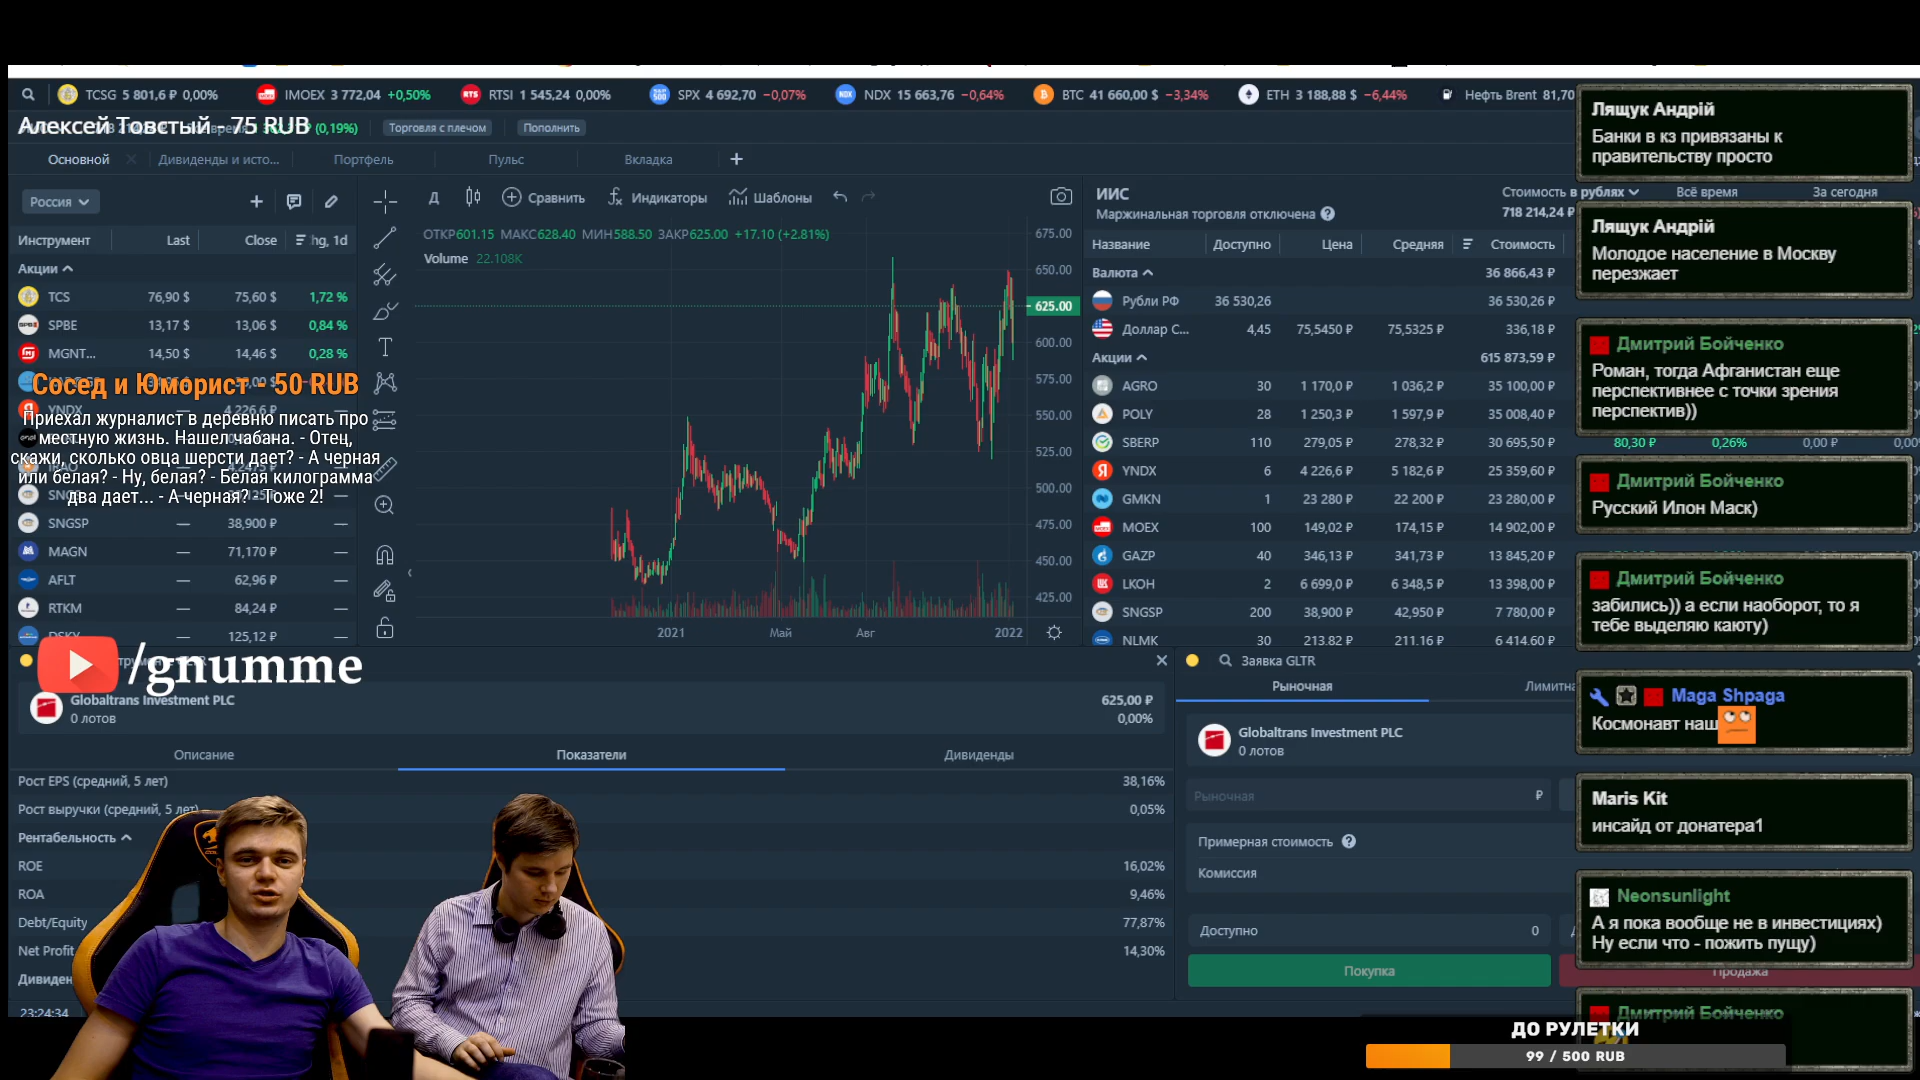 TCSG 5 801,6 ₽ 0,00%
IMOEX 3 772,04 +0,50%
RTSI 1 545,24 0,00%
SPX 4 692,70 −0,07%
NDX 15 663,76 −0,64%
BTC 41 660,00 $ −3,34%
ETH 3 188,88 $ −6,44%
Нефть Brent 81,70
Алексей Товстый - 75 RUB
(0,19%)
Торговля с плечом
Пополнить
Основной
Дивиденды и исто...
Портфель
Пульс
Вкладка
Россия
Инструмент Last Close hg, 1d
Акции
TCS 76,90 $ 75,60 $ 1,72 %
SPBE 13,17 $ 13,06 $ 0,84 %
MGNT... 14,50 $ 14,46 $ 0,28 %
Сосед и Юморист - 50 RUB
YNDX 4 226,6 ₽
Приехал журналист в деревню писать про
местную жизнь. Нашел чабана. - Отец,
скажи, сколько овца шерсти дает? - А черная
или белая? - Ну, белая? - Белая килограмма
два дает... - А черная? - Тоже 2!
SNGSP — 38,900 ₽ —
MAGN — 71,170 ₽ —
AFLT — 62,96 ₽ —
RTKM — 84,24 ₽ —
DSKY 125,12 ₽ —
Д
Сравнить
Индикаторы
Шаблоны
ОТКР601.15 МАКС628.40 МИН588.50 ЗАКР625.00 +17.10 (+2.81%)
Volume 22.108K
675.00
650.00
625.00
600.00
575.00
550.00
525.00
500.00
475.00
450.00
425.00
2021 Май Авг 2022
ИИС
Маржинальная торговля отключена
Стоимость в рублях
Всё время
За сегодня
718 214,24 ₽
Название Доступно Цена Средняя Стоимость
Валюта 36 866,43 ₽
Рубли РФ 36 530,26 36 530,26 ₽
Доллар С... 4,45 75,5450 ₽ 75,5325 ₽ 336,18 ₽
Акции 615 873,59 ₽
AGRO 30 1 170,0 ₽ 1 036,2 ₽ 35 100,00 ₽
POLY 28 1 250,3 ₽ 1 597,9 ₽ 35 008,40 ₽
SBERP 110 279,05 ₽ 278,32 ₽ 30 695,50 ₽ 80,30 ₽ 0,26% 0,00 ₽ 0,00
YNDX 6 4 226,6 ₽ 5 182,6 ₽ 25 359,60 ₽
GMKN 1 23 280 ₽ 22 200 ₽ 23 280,00 ₽
MOEX 100 149,02 ₽ 174,15 ₽ 14 902,00 ₽
GAZP 40 346,13 ₽ 341,73 ₽ 13 845,20 ₽
LKOH 2 6 699,0 ₽ 6 348,5 ₽ 13 398,00 ₽
SNGSP 200 38,900 ₽ 42,950 ₽ 7 780,00 ₽
NLMK 30 213,82 ₽ 211,16 ₽ 6 414,60 ₽
/gnumme
Globaltrans Investment PLC
0 лотов
625,00 ₽
0,00%
Описание
Показатели
Дивиденды
Рост EPS (средний, 5 лет) 38,16%
Рост выручки (средний, 5 лет) 0,05%
Рентабельность
ROE 16,02%
ROA 9,46%
Debt/Equity 77,87%
Net Profit 14,30%
Дивиден
23:24:34
Заявка GLTR
Рыночная
Лимитна
Globaltrans Investment PLC
0 лотов
Рыночная ₽
Примерная стоимость
Комиссия
Доступно 0
Покупка
Продажа
Лящук Андрій
Банки в кз привязаны к
правительству просто
Лящук Андрій
Молодое население в Москву
перезжает
Дмитрий Бойченко
Роман, тогда Афганистан еще
перспективнее с точки зрения
перспектив))
Дмитрий Бойченко
Русский Илон Маск)
Дмитрий Бойченко
забились)) а если наоборот, то я
тебе выделяю каюту)
Maga Shpaga
Космонавт наш
Maris Kit
инсайд от донатера1
Neonsunlight
А я пока вообще не в инвестициях)
Ну если что - пожить пущу)
Дмитрий Бойченко
ДО РУЛЕТКИ
99 / 500 RUB